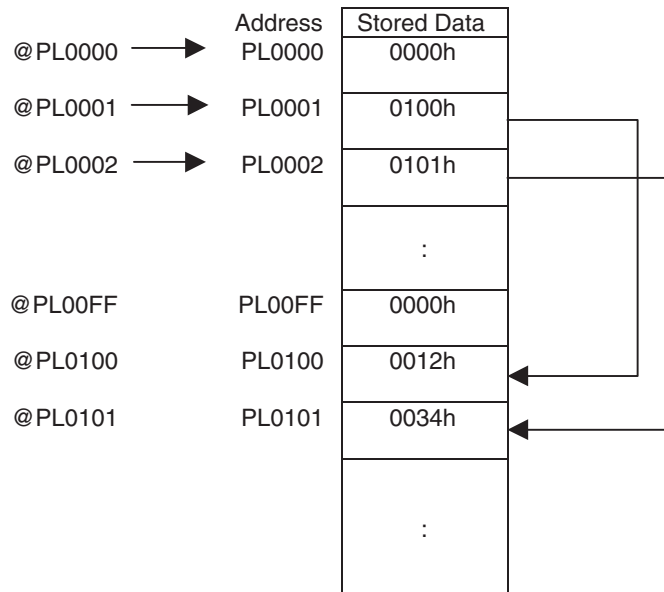 Address Stored Data
@PL0000 PL0000 0000h
@PL0001 PL0001 0100h
@PL0002 PL0002 0101h
:
@PL00FF PL00FF 0000h
@PL0100 PL0100 0012h
@PL0101 PL0101 0034h
: